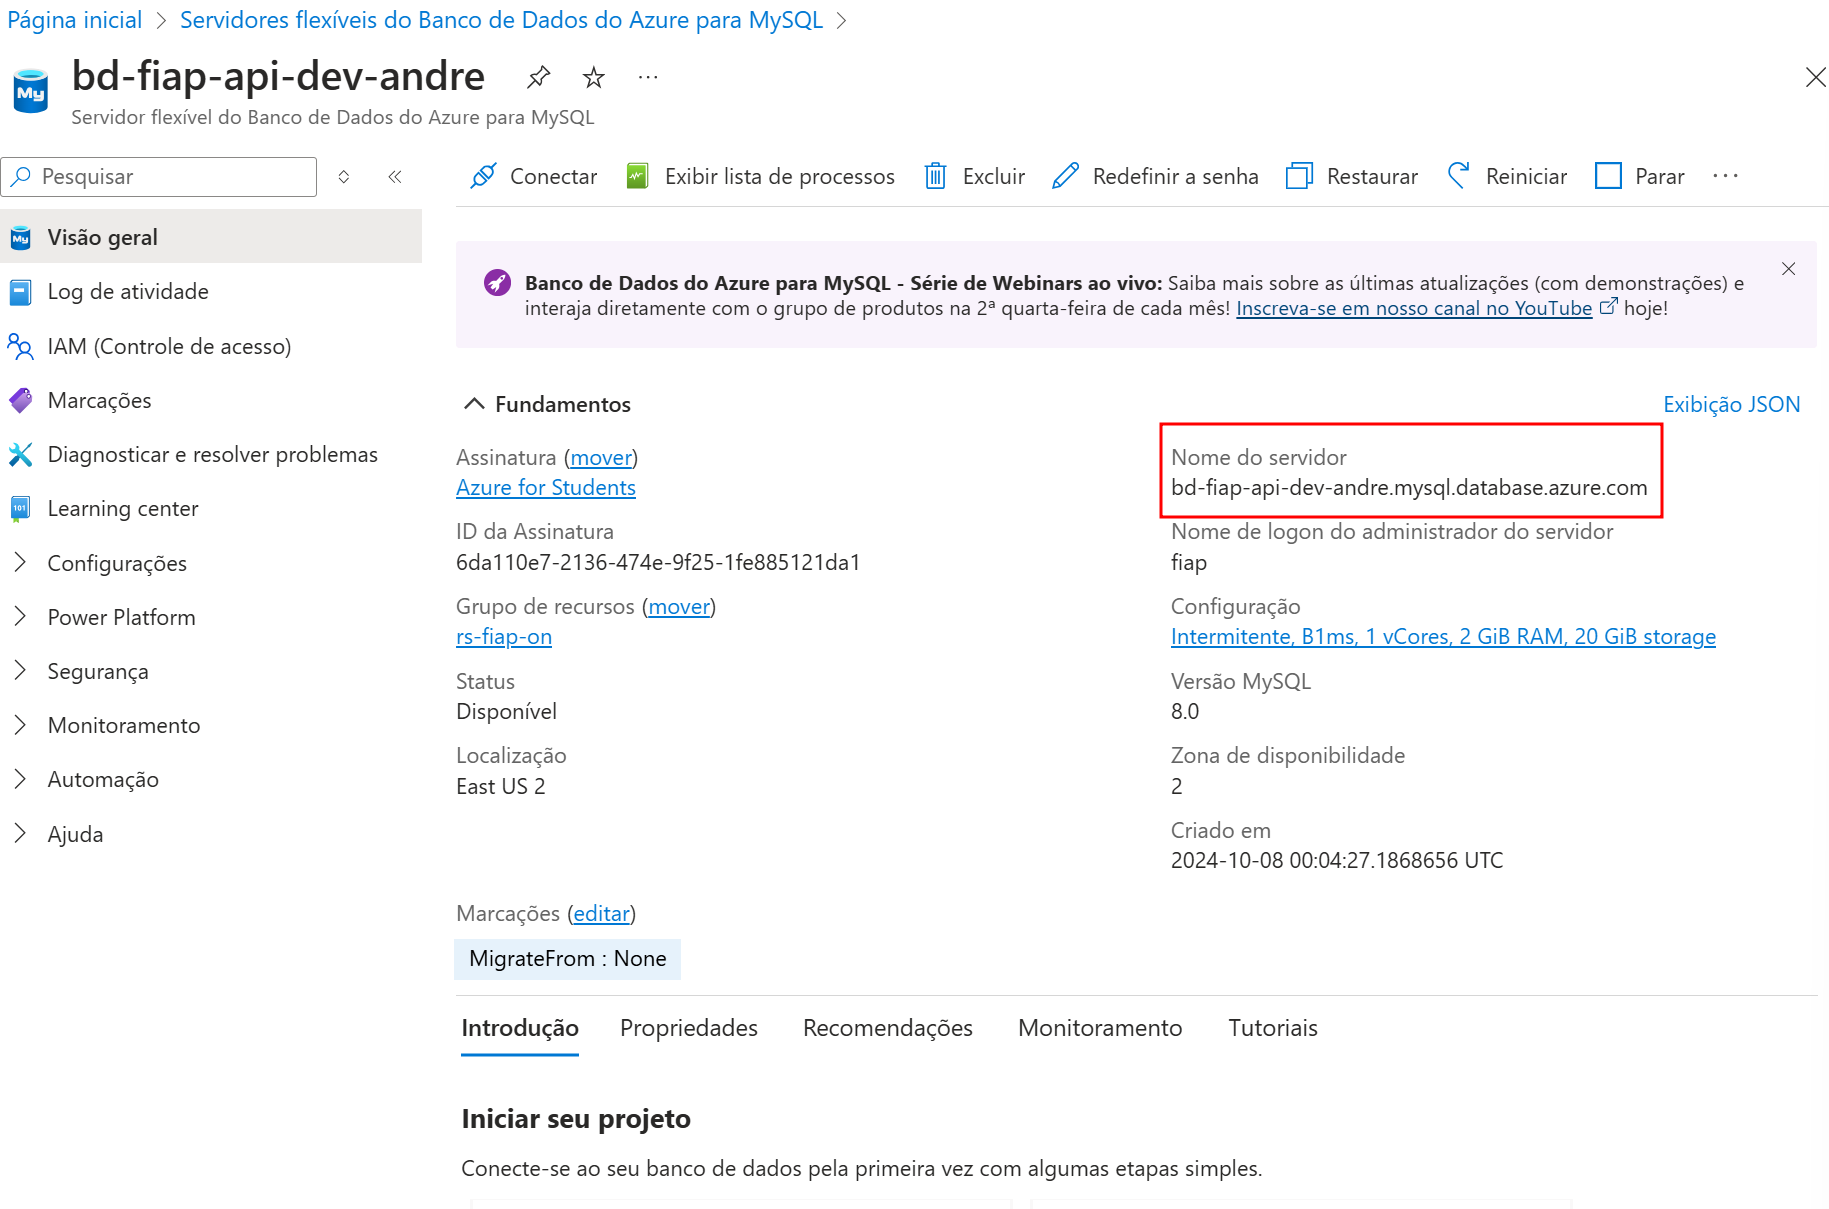 Página inicial > Servidores flexíveis do Banco de Dados do Azure para MySQL >
bd-fiap-api-dev-andre
My
Servidor flexível do Banco de Dados do Azure para MySQL
Pesquisar
Conectar
Exibir lista de processos
Excluir
Redefinir a senha
Restaurar
Reiniciar
Parar
Visão geral
Log de atividade
IAM (Controle de acesso)
Marcações
Diagnosticar e resolver problemas
Learning center
Configurações
Power Platform
Segurança
Monitoramento
Automação
Ajuda
Banco de Dados do Azure para MySQL - Série de Webinars ao vivo: Saiba mais sobre as últimas atualizações (com demonstrações) e
interaja diretamente com o grupo de produtos na 2ª quarta-feira de cada mês! Inscreva-se em nosso canal no YouTube hoje!
Fundamentos
Exibição JSON
Assinatura (mover)
Azure for Students
ID da Assinatura
6da110e7-2136-474e-9f25-1fe885121da1
Grupo de recursos (mover)
rs-fiap-on
Status
Disponível
Localização
East US 2
Nome do servidor
bd-fiap-api-dev-andre.mysql.database.azure.com
Nome de logon do administrador do servidor
fiap
Configuração
Intermitente, B1ms, 1 vCores, 2 GiB RAM, 20 GiB storage
Versão MySQL
8.0
Zona de disponibilidade
2
Criado em
2024-10-08 00:04:27.1868656 UTC
Marcações (editar)
MigrateFrom : None
Introdução
Propriedades
Recomendações
Monitoramento
Tutoriais
Iniciar seu projeto
Conecte-se ao seu banco de dados pela primeira vez com algumas etapas simples.